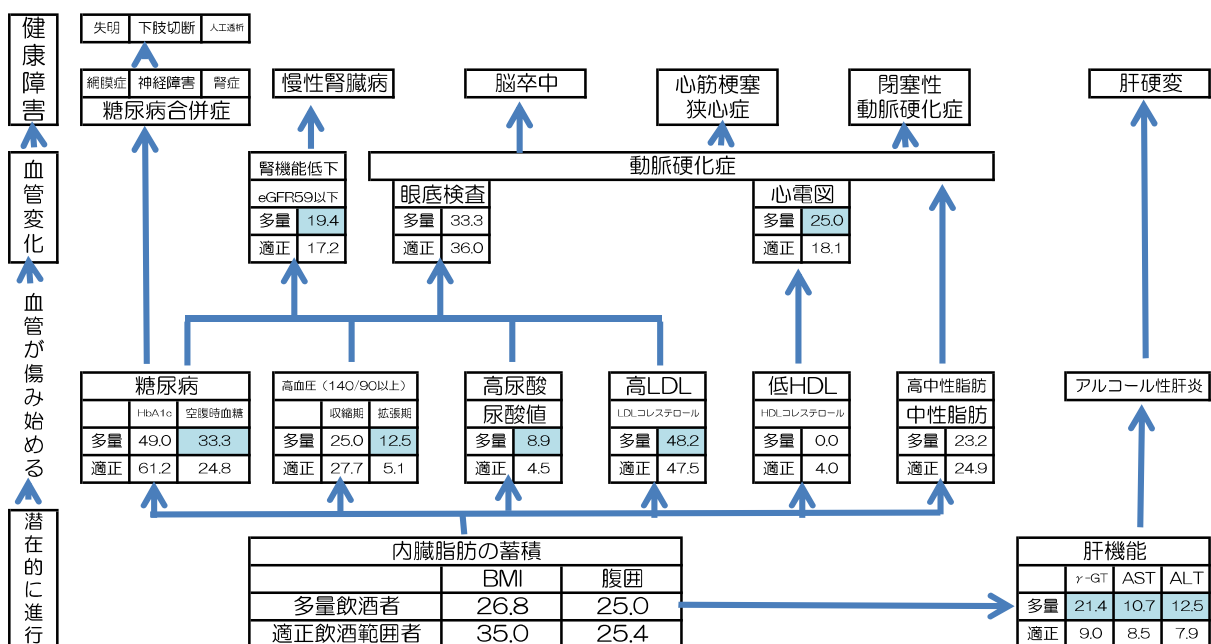 健康障害
失明 下肢切断 人工透析
網膜症 神経障害 腎症
糖尿病合併症
慢性腎臓病
脳卒中
心筋梗塞
狭心症
閉塞性
動脈硬化症
肝硬変
血管変化
腎機能低下
eGFR59以下
多量 19.4
適正 17.2
動脈硬化症
眼底検査
多量 33.3
適正 36.0
心電図
多量 25.0
適正 18.1
血管が傷み始める
糖尿病
HbA1c 空腹時血糖
多量 49.0 33.3
適正 61.2 24.8
高血圧(140/90以上)
収縮期 拡張期
多量 25.0 12.5
適正 27.7 5.1
高尿酸
尿酸値
多量 8.9
適正 4.5
高LDL
LDLコレステロール
多量 48.2
適正 47.5
低HDL
HDLコレステロール
多量 0.0
適正 4.0
高中性脂肪
中性脂肪
多量 23.2
適正 24.9
アルコール性肝炎
潜在的に進行
内臓脂肪の蓄積
BMI 腹囲
多量飲酒者 26.8 25.0
適正飲酒範囲者 35.0 25.4
肝機能
γ-GT AST ALT
多量 21.4 10.7 12.5
適正 9.0 8.5 7.9